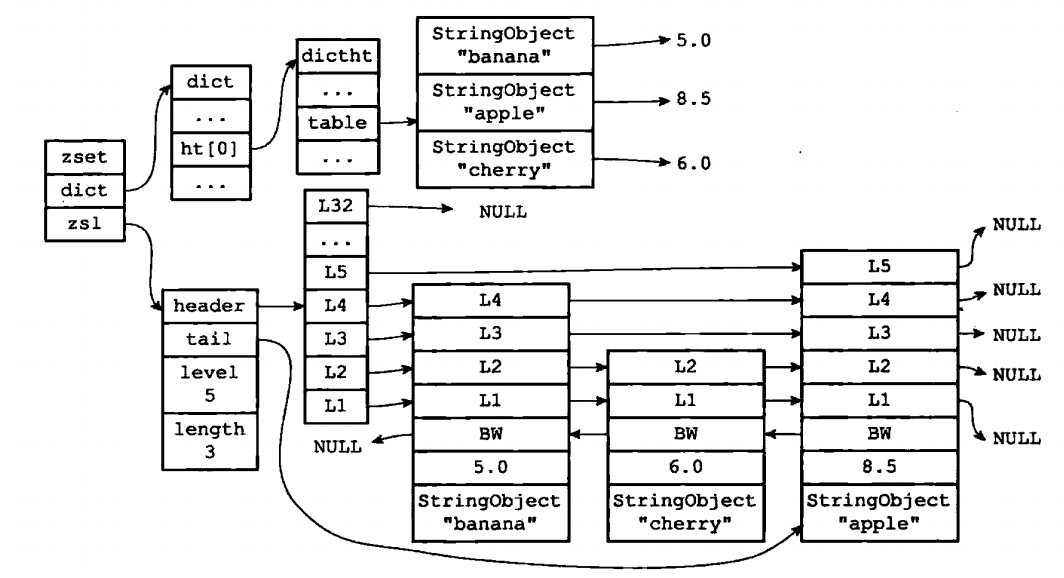 zset
dict
zsl
dict
...
ht[0]
...
dictht
...
table
...
StringObject
"banana"
StringObject
"apple"
StringObject
"cherry"
5.0
8.5
6.0
header
tail
level
5
length
3
L32
...
L5
L4
L3
L2
L1
NULL
NULL
L4
L3
L2
L1
BW
5.0
StringObject
"banana"
L2
L1
BW
6.0
StringObject
"cherry"
L5
L4
L3
L2
L1
BW
8.5
StringObject
"apple"
NULL
NULL
NULL
NULL
NULL